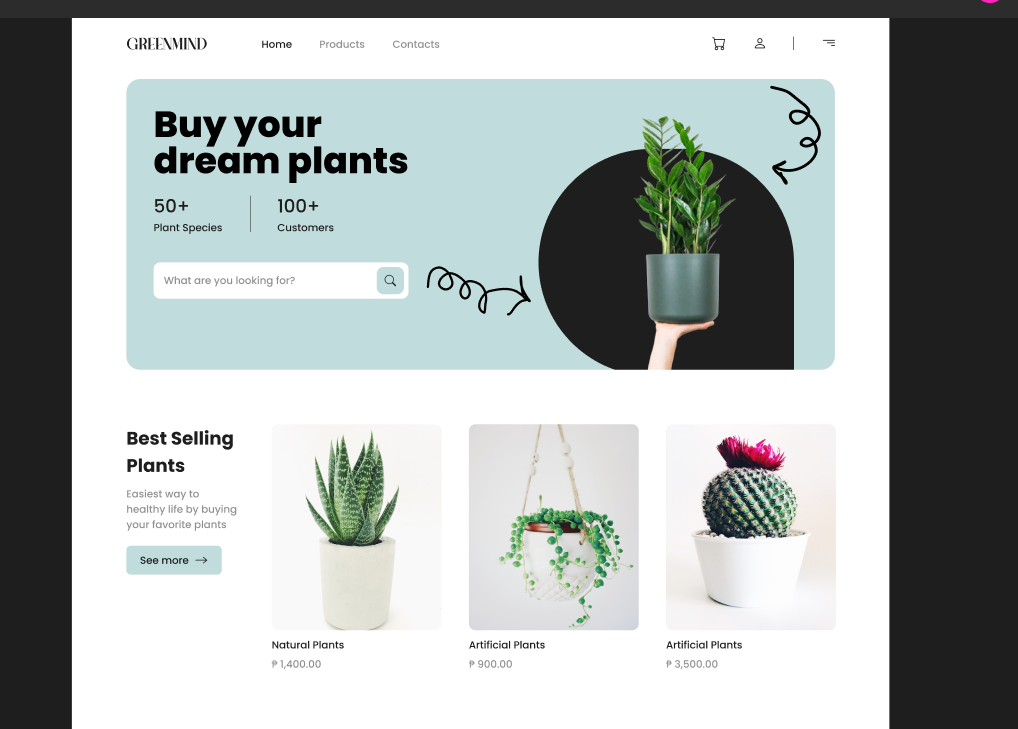 GREENMIND
Home
Products
Contacts
Buy your
dream plants
50+
Plant Species
100+
Customers
What are you looking for?
Best Selling
Plants
Easiest way to
healthy life by buying
your favorite plants
See more
Natural Plants
₱ 1,400.00
Artificial Plants
₱ 900.00
Artificial Plants
₱ 3,500.00